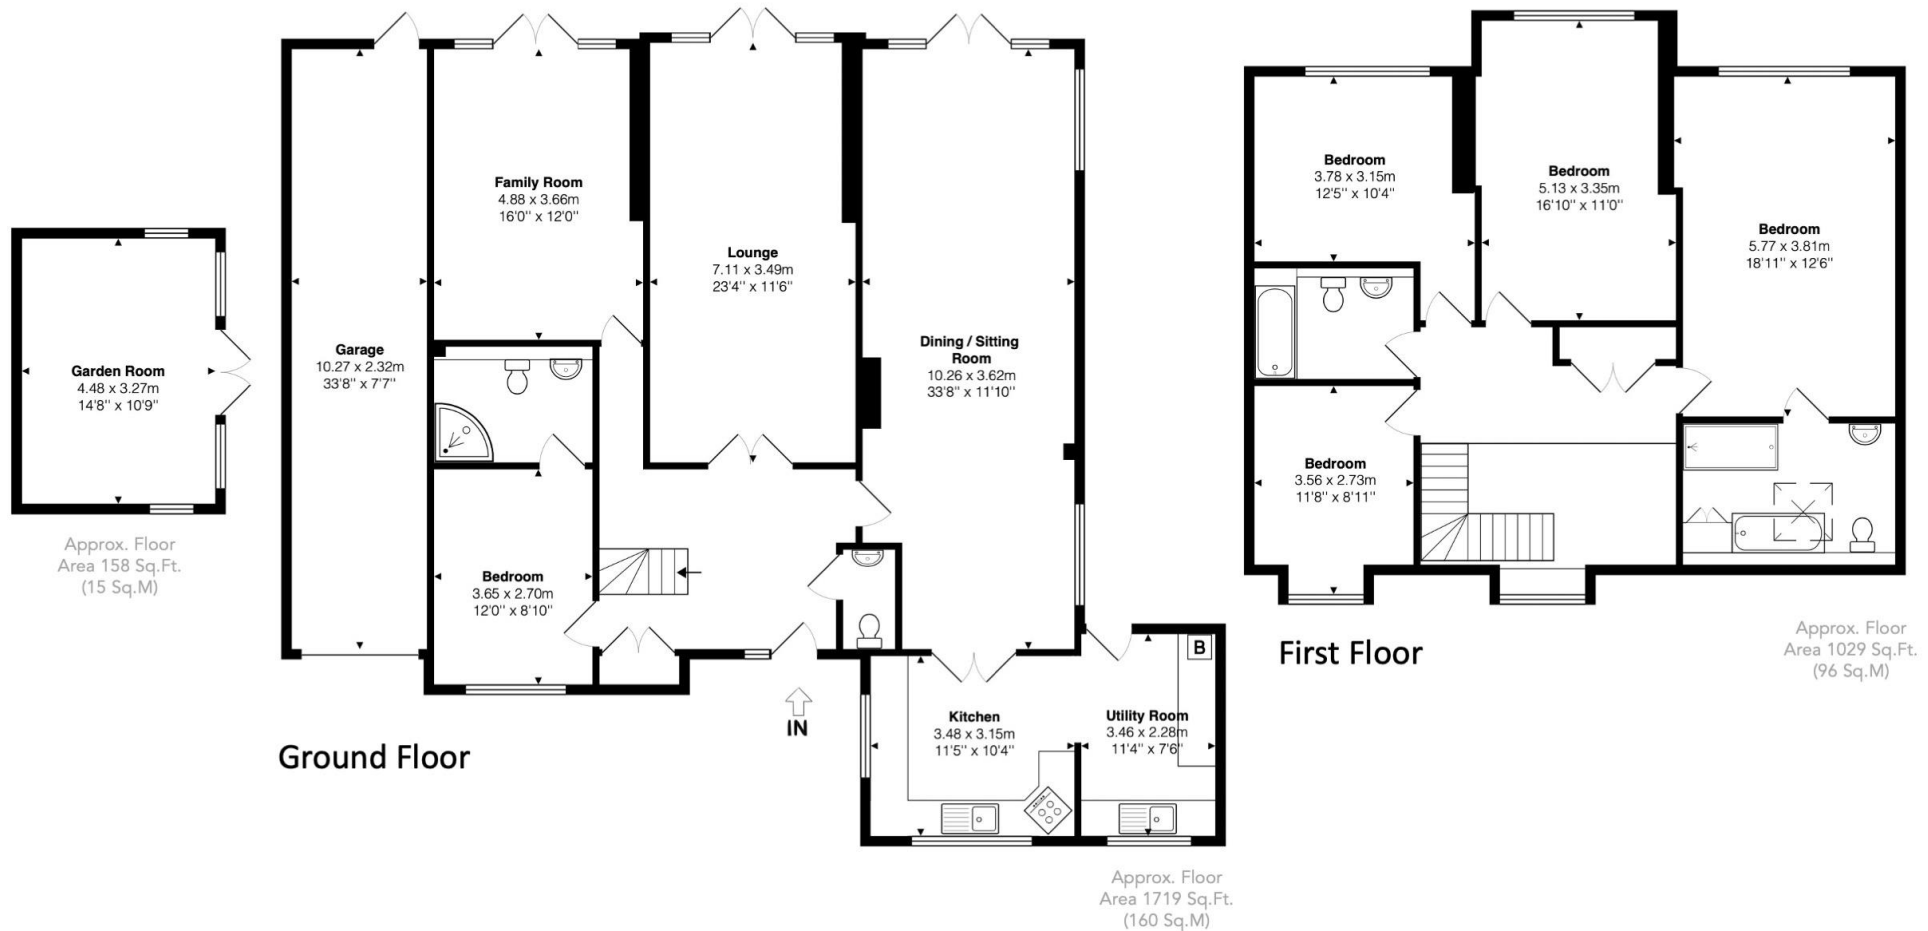 Garden Room
4.48 x 3.27m
14'8'' x 10'9''
Approx. Floor
Area 158 Sq.Ft.
(15 Sq.M)
Garage
10.27 x 2.32m
33'8'' x 7'7''
Family Room
4.88 x 3.66m
16'0'' x 12'0''
Lounge
7.11 x 3.49m
23'4'' x 11'6''
Dining / Sitting
Room
10.26 x 3.62m
33'8'' x 11'10''
Bedroom
3.65 x 2.70m
12'0'' x 8'10''
IN
Kitchen
3.48 x 3.15m
11'5'' x 10'4''
Utility Room
3.46 x 2.28m
11'4'' x 7'6''
B
Ground Floor
Approx. Floor
Area 1719 Sq.Ft.
(160 Sq.M)
Bedroom
3.78 x 3.15m
12'5'' x 10'4''
Bedroom
5.13 x 3.35m
16'10'' x 11'0''
Bedroom
5.77 x 3.81m
18'11'' x 12'6''
Bedroom
3.56 x 2.73m
11'8'' x 8'11''
First Floor
Approx. Floor
Area 1029 Sq.Ft.
(96 Sq.M)